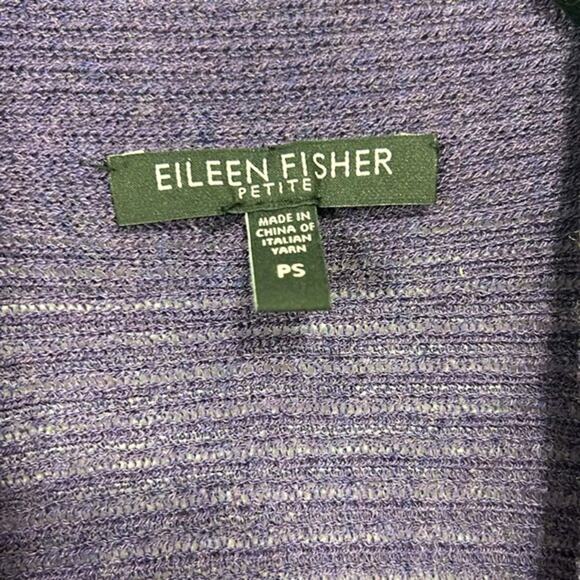 EILEEN FISHER
PETITE
MADE IN
CHINA OF
ITALIAN
YARN
PS